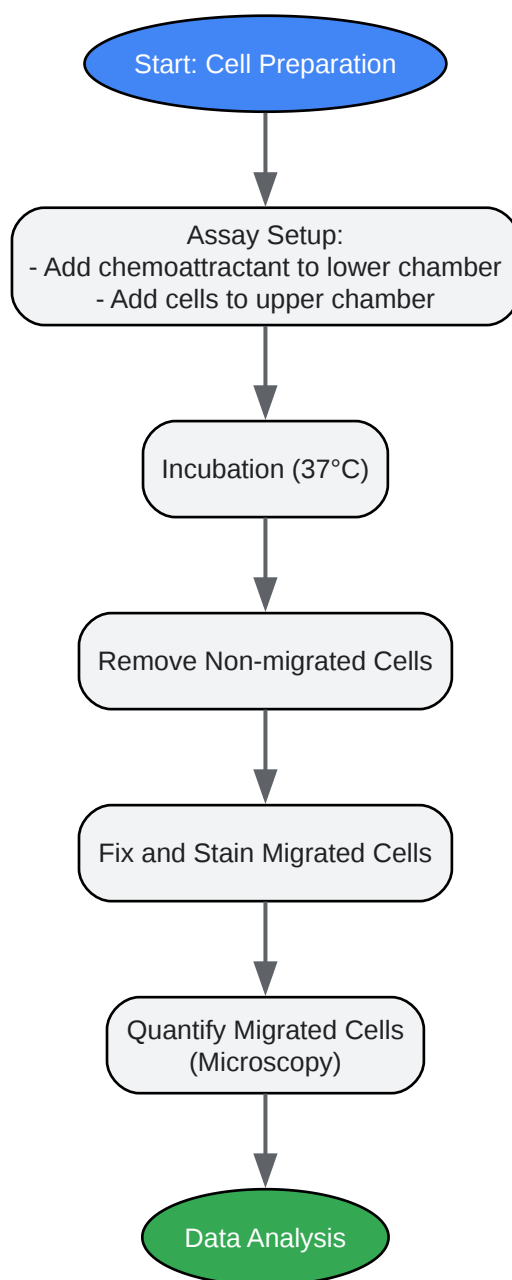 Start: Cell Preparation
Assay Setup:
- Add chemoattractant to lower chamber
- Add cells to upper chamber
Incubation (37°C)
Remove Non-migrated Cells
Fix and Stain Migrated Cells
Quantify Migrated Cells
(Microscopy)
Data Analysis